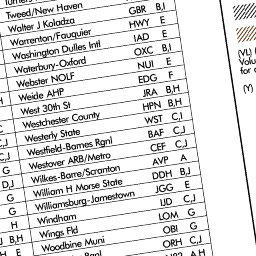 Tweed/New Haven
Walter J Koladza GBR B,I
Warrenton/Fauquier HWY E
Washington Dulles Intl IAD E
Waterbury-Oxford OXC B,I
Webster NOLF NUI E
Weide AHP EDG F
West 30th St JRA B,H
Westchester County HPN B,H
Westerly State WST C,J
Westfield-Barnes Rgnl BAF C,J
Westover ARB/Metro CEF C,J
Wilkes-Barre/Scranton AVP A
William H Morse State DDH B,J
Williamsburg-Jamestown JGG E
Windham IJD C,J
Wings Fld LOM G
Woodbine Muni OBI G
ORH C,J
A,H
C,J
G
D,J
G
G
H
B,H
E
(VL)
Volu
for
(Y)